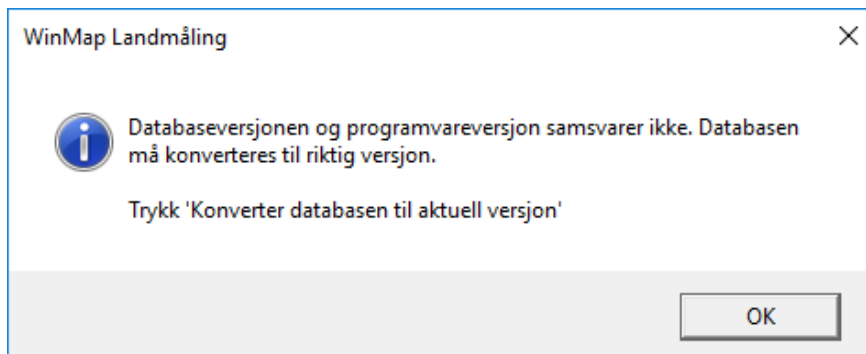 WinMap Landmåling
Databaseversjonen og programvareversjon samsvarer ikke. Databasen
må konverteres til riktig versjon.
Trykk 'Konverter databasen til aktuell versjon'
OK